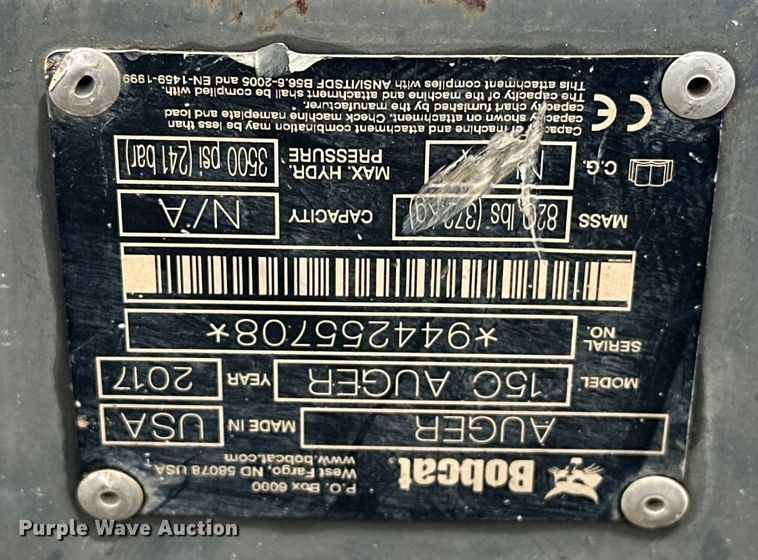 Bobcat
P.O. Box 6000
West Fargo, ND 58078 USA
www.bobcat.com
AUGER
MADE IN USA
MODEL 15C AUGER
YEAR 2017
SERIAL NO. *944255708*
MASS 820 lbs (372 Kg)
CAPACITY N/A
C.G.
MAX. HYDR. PRESSURE 3500 psi (241 bar)
CE
Capacity of machine and attachment combination may be less than
capacity shown on attachment. Check machine nameplate and load
capacity chart furnished by the manufacturer.
The capacity of the machine and attachment shall be complied with.
This attachment complies with ANSI/ITSDF B56.6-2005 and EN-1459-1999
Purple Wave Auction